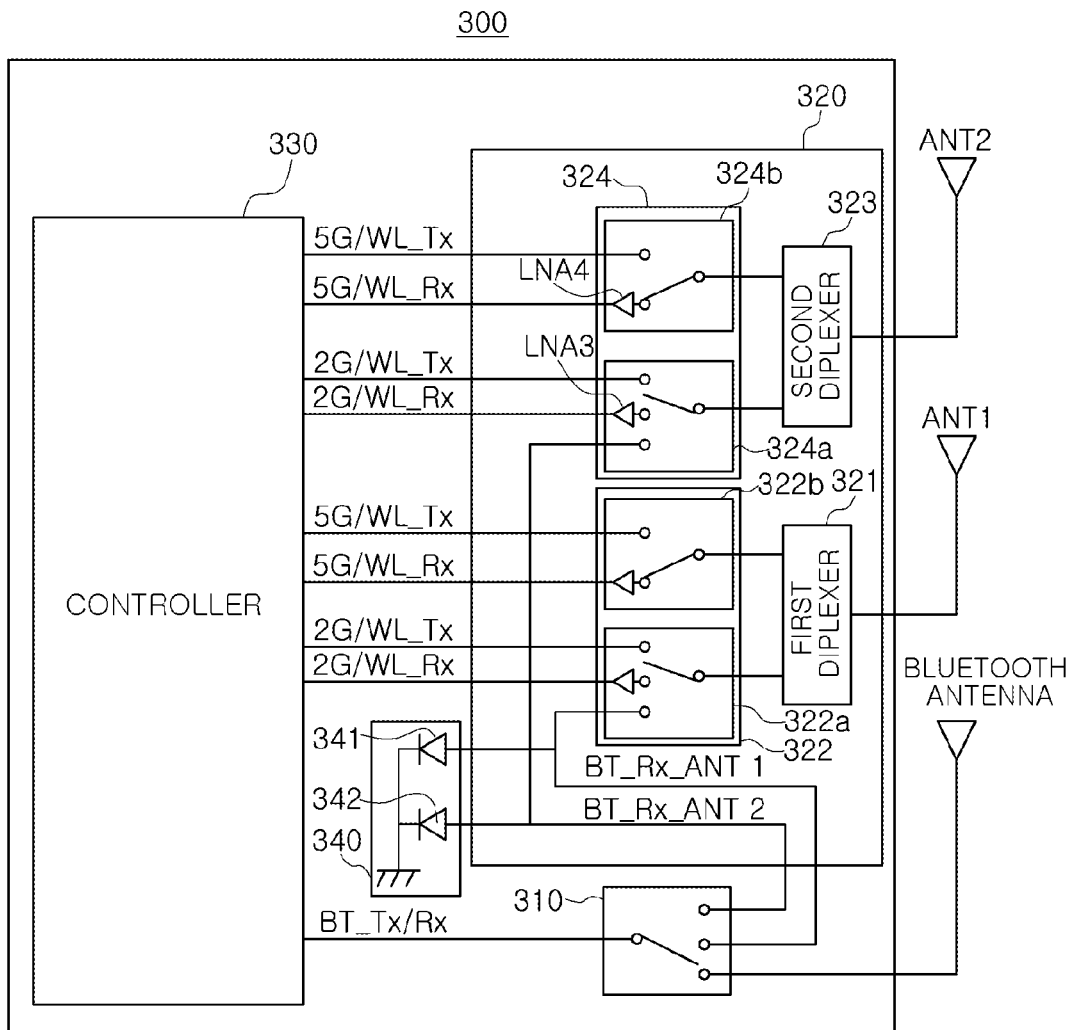 300
320
330
ANT2
324
324b
323
5G/WL_Tx
LNA4
5G/WL_Rx
SECOND
DIPLEXER
LNA3
2G/WL_Tx
2G/WL_Rx
ANT1
324a
322b
321
5G/WL_Tx
5G/WL_Rx
FIRST
DIPLEXER
CONTROLLER
2G/WL_Tx
2G/WL_Rx
BLUETOOTH
ANTENNA
322a
322
341
BT_Rx_ANT 1
342
BT_Rx_ANT 2
340
310
BT_Tx/Rx